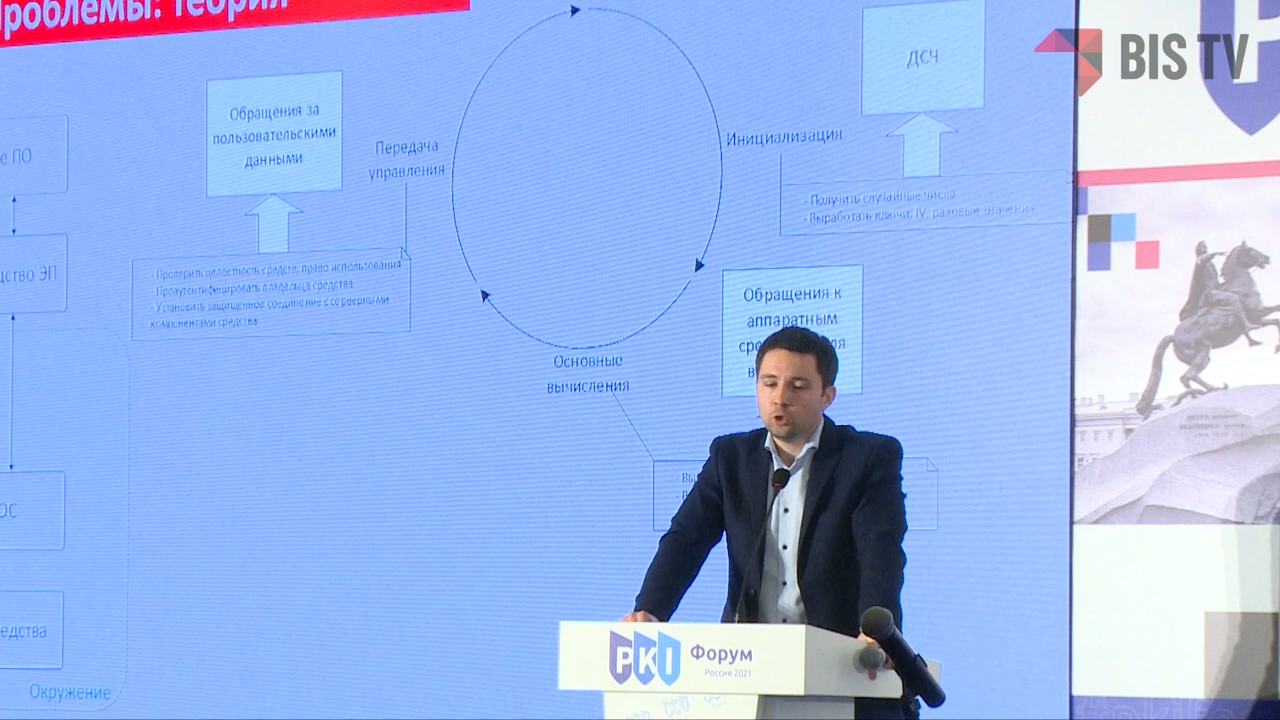 проблемы: Теория
BIS TV
ДСЧ
Обращения за
пользовательскими
данными
Передача
управления
Инициализация
- Получить случайные числа
- Выработать ключи, IV, разовые значения
е ПО
дство ЭП
- Проверить целостность средств, право использования
- Проаутентифицировать владельца средства
- Установить защищенное соединение с серверными
компонентами средства
Обращения к
аппаратным
Основные
вычисления
ОС
едства
Окружение
PKI Форум
Россия 2021